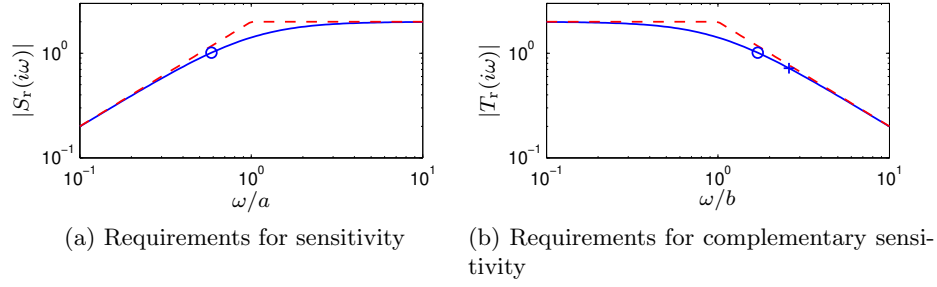 |S_r(iω)|
10^0
10^-1
10^-1
10^0
10^1
ω/a
(a) Requirements for sensitivity
|T_r(iω)|
10^0
10^-1
10^-1
10^0
10^1
ω/b
(b) Requirements for complementary sensi-
tivity